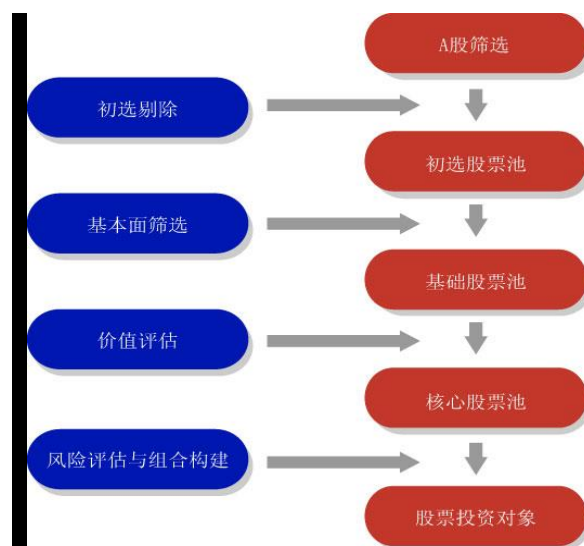 A股筛选
初选剔除
初选股票池
基本面筛选
基础股票池
价值评估
核心股票池
风险评估与组合构建
股票投资对象